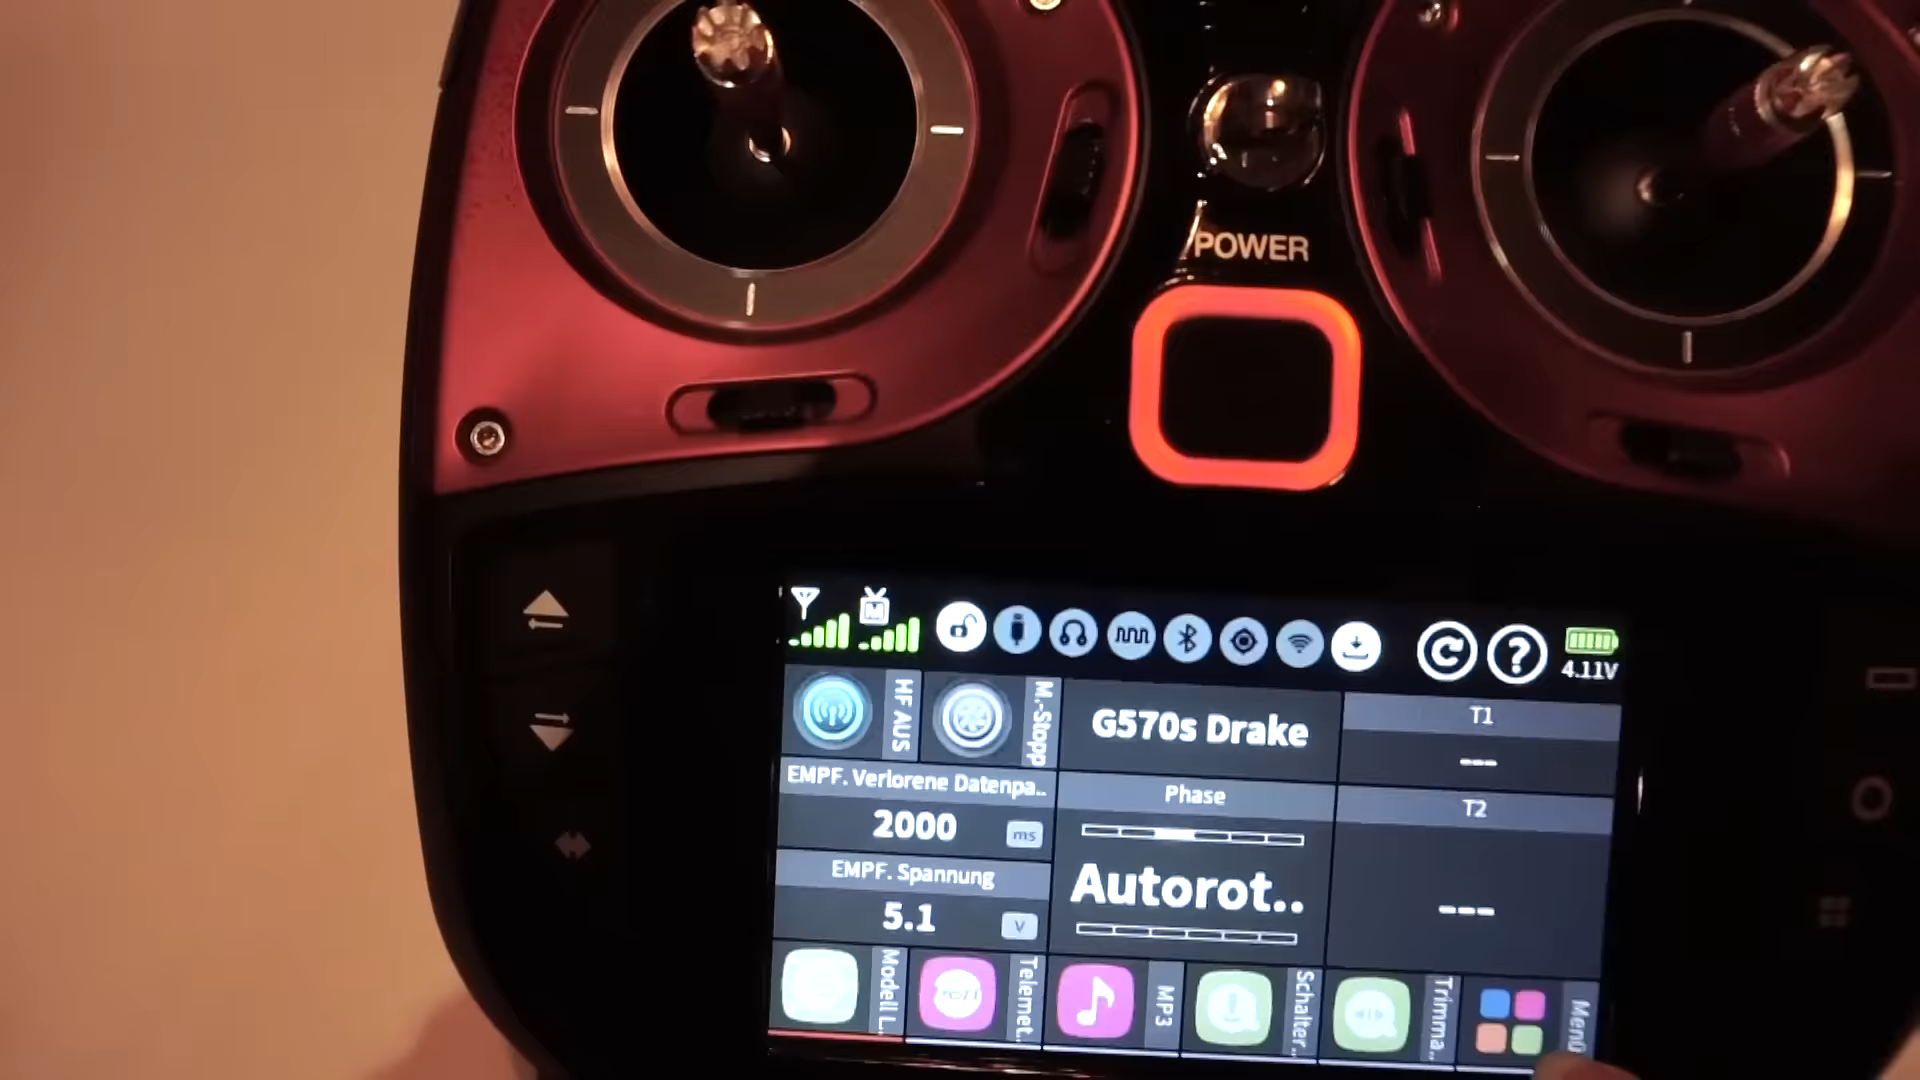 POWER
M
4.11V
HF AUS
M.-Stopp
G570s Drake
T1
---
EMPF. Verlorene Datenpa..
2000
ms
Phase
Autorot..
T2
---
EMPF. Spannung
5.1
V
Modell L..
Telemet..
MP3
Schalter..
Trimma..
Menü